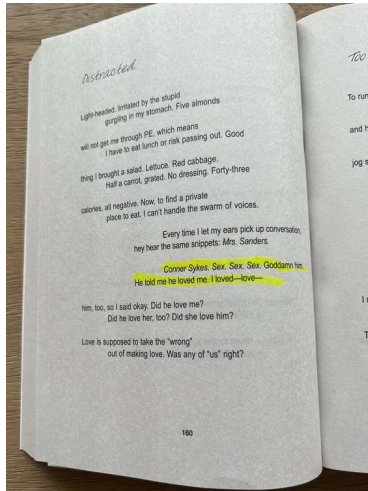 Distracted
Light-headed. Irritated by the stupid
gurgling in my stomach. Five almonds
will not get me through PE, which means
I have to eat lunch or risk passing out. Good
thing I brought a salad. Lettuce. Red cabbage.
Half a carrot, grated. No dressing. Forty-three
calories, all negative. Now, to find a private
place to eat. I can't handle the swarm of voices.
Every time I let my ears pick up conversation,
hey hear the same snippets: Mrs. Sanders.
Conner Sykes. Sex. Sex. Sex. Goddamn him.
He told me he loved me. I loved—love—
him, too, so I said okay. Did he love me?
Did he love her, too? Did she love him?
Love is supposed to take the "wrong"
out of making love. Was any of "us" right?
160
Too
To run
and h
jog s
I
T